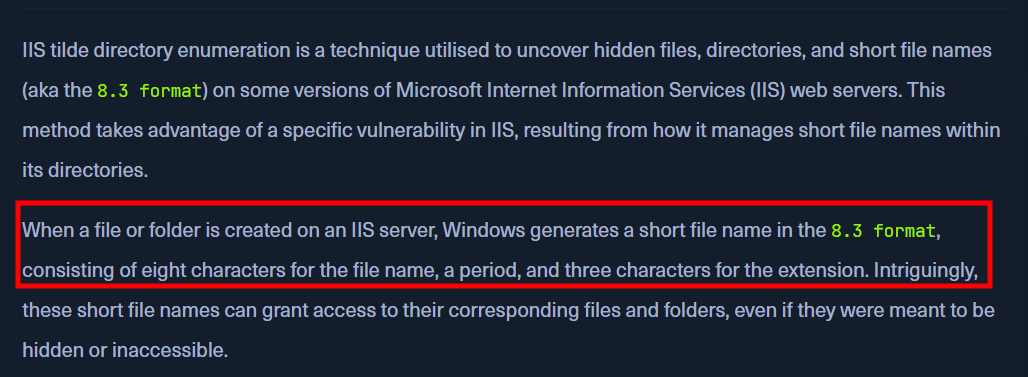 IIS tilde directory enumeration is a technique utilised to uncover hidden files, directories, and short file names
(aka the 8.3 format) on some versions of Microsoft Internet Information Services (IIS) web servers. This
method takes advantage of a specific vulnerability in IIS, resulting from how it manages short file names within
its directories.
When a file or folder is created on an IIS server, Windows generates a short file name in the 8.3 format,
consisting of eight characters for the file name, a period, and three characters for the extension. Intriguingly,
these short file names can grant access to their corresponding files and folders, even if they were meant to be
hidden or inaccessible.